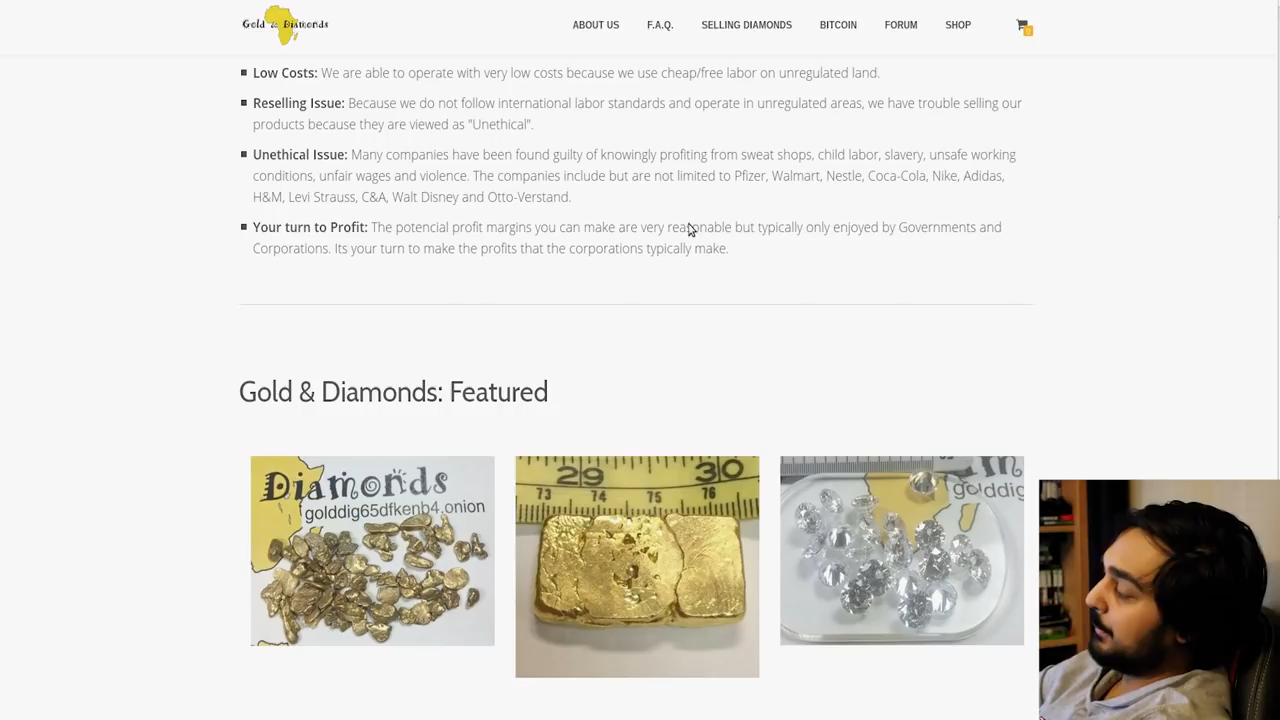 Gold & Diamonds
ABOUT US F.A.Q. SELLING DIAMONDS BITCOIN FORUM SHOP
0
Low Costs: We are able to operate with very low costs because we use cheap/free labor on unregulated land.
Reselling Issue: Because we do not follow international labor standards and operate in unregulated areas, we have trouble selling our
products because they are viewed as "Unethical".
Unethical Issue: Many companies have been found guilty of knowingly profiting from sweat shops, child labor, slavery, unsafe working
conditions, unfair wages and violence. The companies include but are not limited to Pfizer, Walmart, Nestle, Coca-Cola, Nike, Adidas,
H&M, Levi Strauss, C&A, Walt Disney and Otto-Verstand.
Your turn to Profit: The potencial profit margins you can make are very reasonable but typically only enjoyed by Governments and
Corporations. Its your turn to make the profits that the corporations typically make.
Gold & Diamonds: Featured
Diamonds
golddig65dfkenb4.onion
29 30
73 74 75 76
golddig